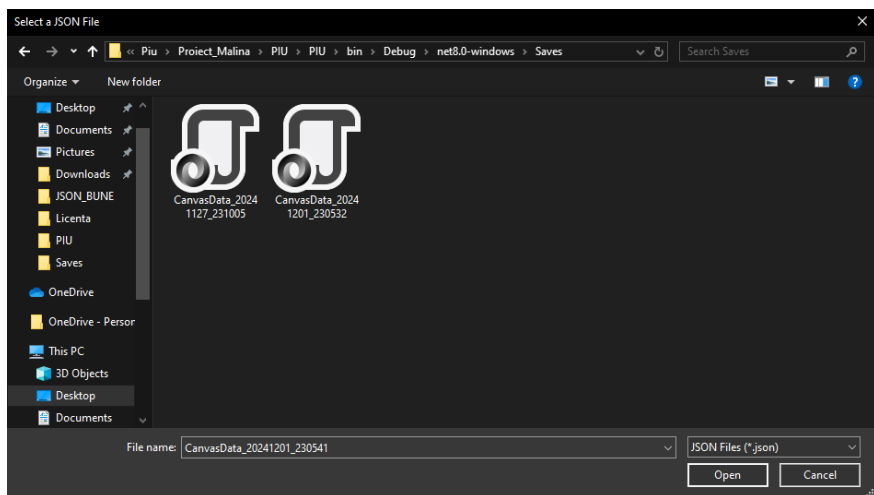 Select a JSON File
« Piu › Proiect_Malina › PIU › PIU › bin › Debug › net8.0-windows › Saves
Search Saves
Organize
New folder
Desktop
Documents
Pictures
Downloads
JSON_BUNE
Licenta
PIU
Saves
OneDrive
OneDrive - Person
This PC
3D Objects
Desktop
Documents
CanvasData_2024
1127_231005
CanvasData_2024
1201_230532
File name:
CanvasData_20241201_230541
JSON Files (*.json)
Open
Cancel